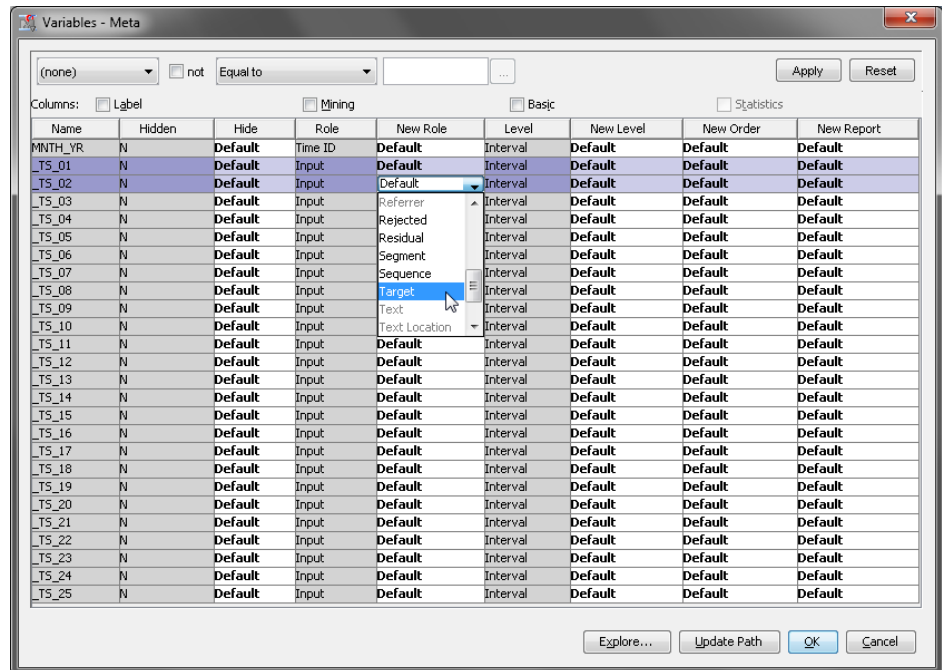 Variables - Meta
(none) not Equal to ... Apply Reset
Columns: Label Mining Basic Statistics
Name Hidden Hide Role New Role Level New Level New Order New Report
MNTH_YR N Default Time ID Default Interval Default Default Default
_TS_01 N Default Input Default Interval Default Default Default
_TS_02 N Default Input Default Interval Default Default Default
_TS_03 N Default Input Referrer Interval Default Default Default
_TS_04 N Default Input Rejected Interval Default Default Default
_TS_05 N Default Input Residual Interval Default Default Default
_TS_06 N Default Input Segment Interval Default Default Default
_TS_07 N Default Input Sequence Interval Default Default Default
_TS_08 N Default Input Target Interval Default Default Default
_TS_09 N Default Input Text Interval Default Default Default
_TS_10 N Default Input Text Location Interval Default Default Default
_TS_11 N Default Input Default Interval Default Default Default
_TS_12 N Default Input Default Interval Default Default Default
_TS_13 N Default Input Default Interval Default Default Default
_TS_14 N Default Input Default Interval Default Default Default
_TS_15 N Default Input Default Interval Default Default Default
_TS_16 N Default Input Default Interval Default Default Default
_TS_17 N Default Input Default Interval Default Default Default
_TS_18 N Default Input Default Interval Default Default Default
_TS_19 N Default Input Default Interval Default Default Default
_TS_20 N Default Input Default Interval Default Default Default
_TS_21 N Default Input Default Interval Default Default Default
_TS_22 N Default Input Default Interval Default Default Default
_TS_23 N Default Input Default Interval Default Default Default
_TS_24 N Default Input Default Interval Default Default Default
_TS_25 N Default Input Default Interval Default Default Default
Explore... Update Path OK Cancel